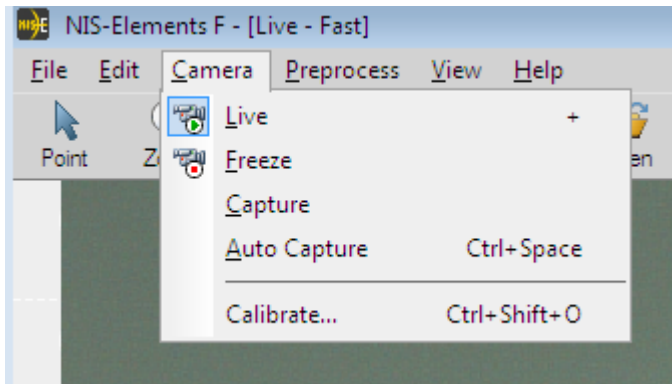 NIS-Elements F - [Live - Fast]
File Edit Camera Preprocess View Help
Point
Live +
Freeze
Capture
Auto Capture Ctrl+Space
Calibrate... Ctrl+Shift+O